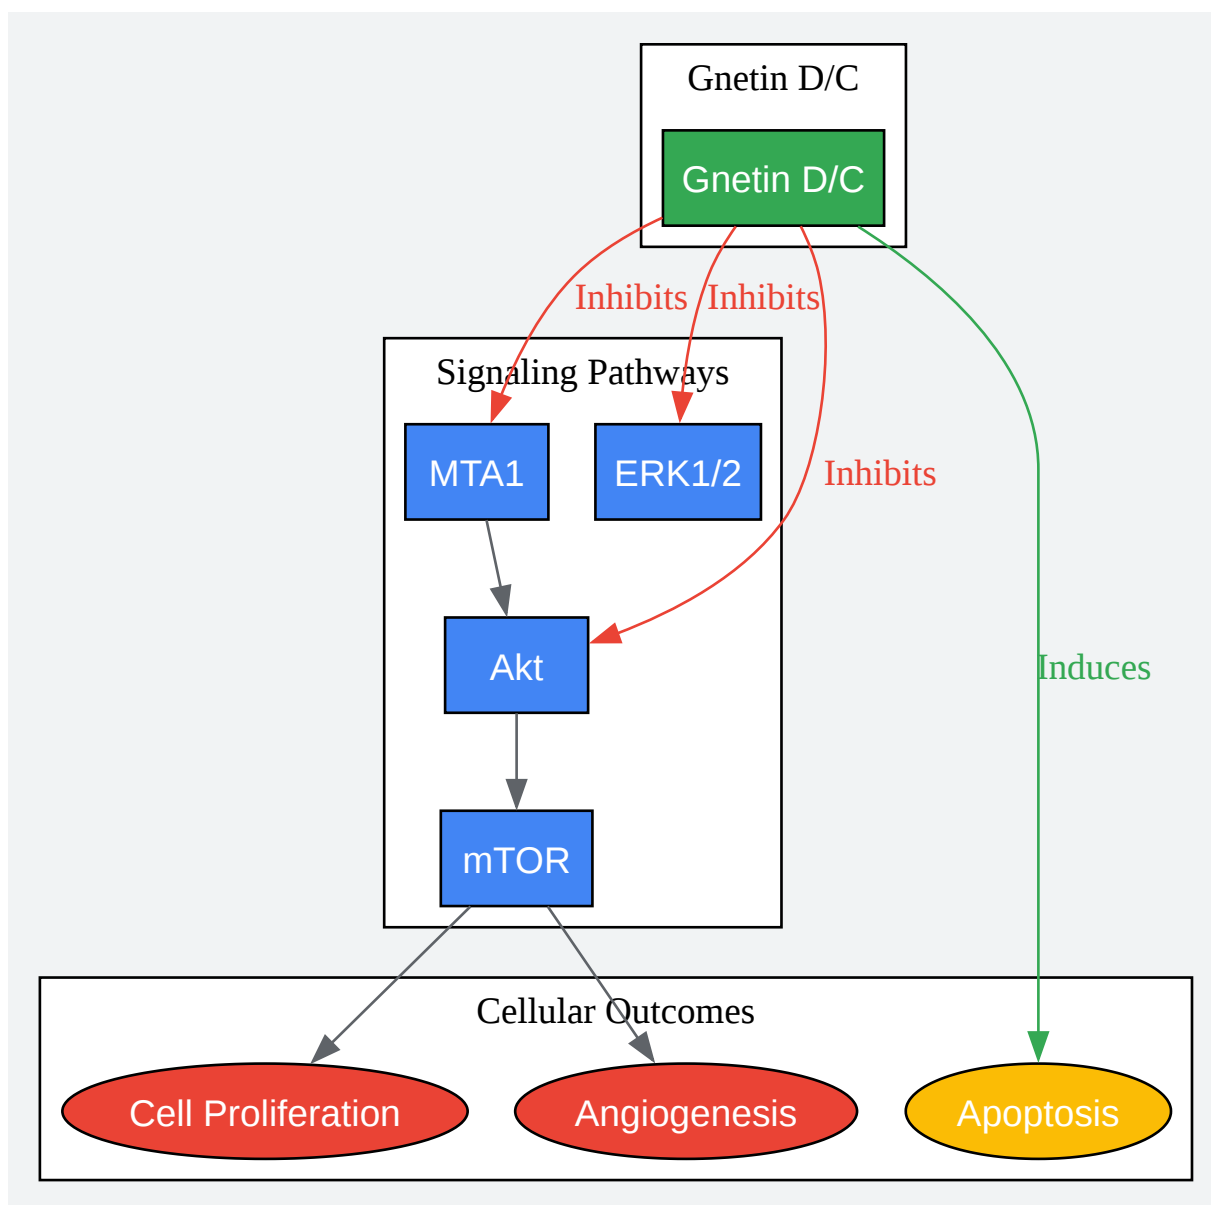 Gnetin D/C
Gnetin D/C
Inhibits
Inhibits
Signaling Pathways
MTA1
ERK1/2
Inhibits
Akt
Induces
mTOR
Cellular Outcomes
Cell Proliferation
Angiogenesis
Apoptosis